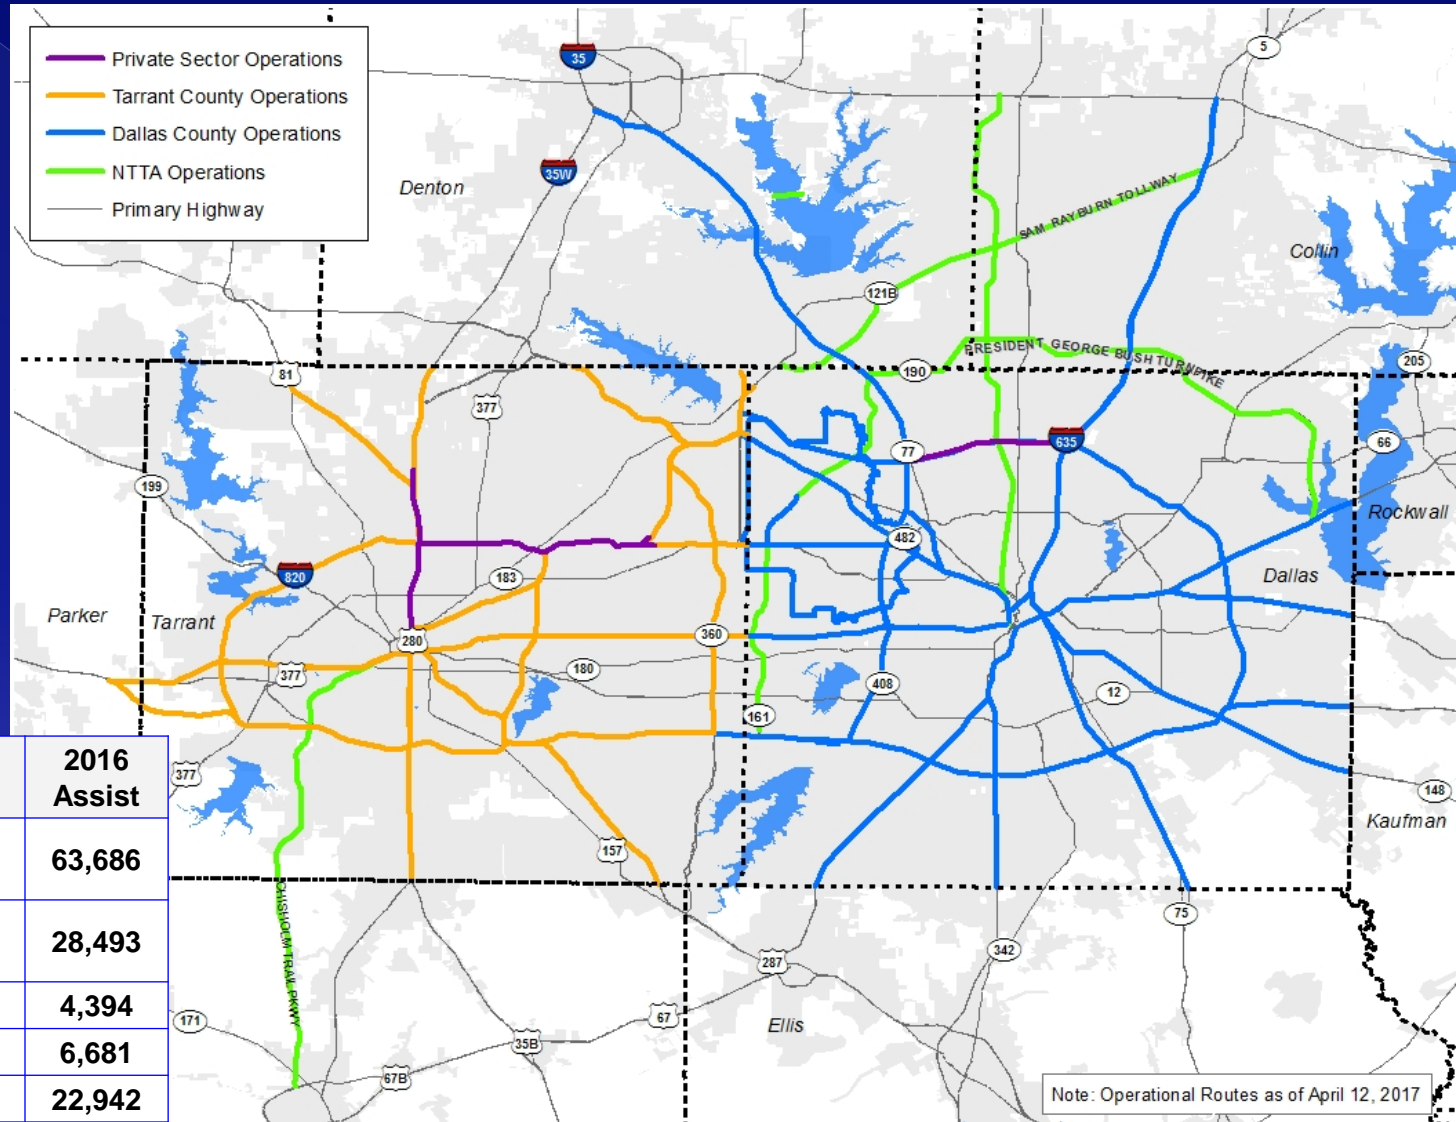 Private Sector Operations
Tarrant County Operations
Dallas County Operations
NTTA Operations
Primary Highway
35
5
35W
Denton
SAM RAYBURN TOLLWAY
Collin
121B
PRESIDENT GEORGE BUSH TURNPIKE
190
205
81
377
77
635
66
199
Rockwall
482
820
183
Dallas
Parker
Tarrant
280
360
377
180
408
12
161
377
148
Kaufman
157
2016
Assist
63,686
28,493
4,394
6,681
22,942
CHISHOLM TRAIL PKWY
75
342
287
171
67
Ellis
35B
67B
Note: Operational Routes as of April 12, 2017